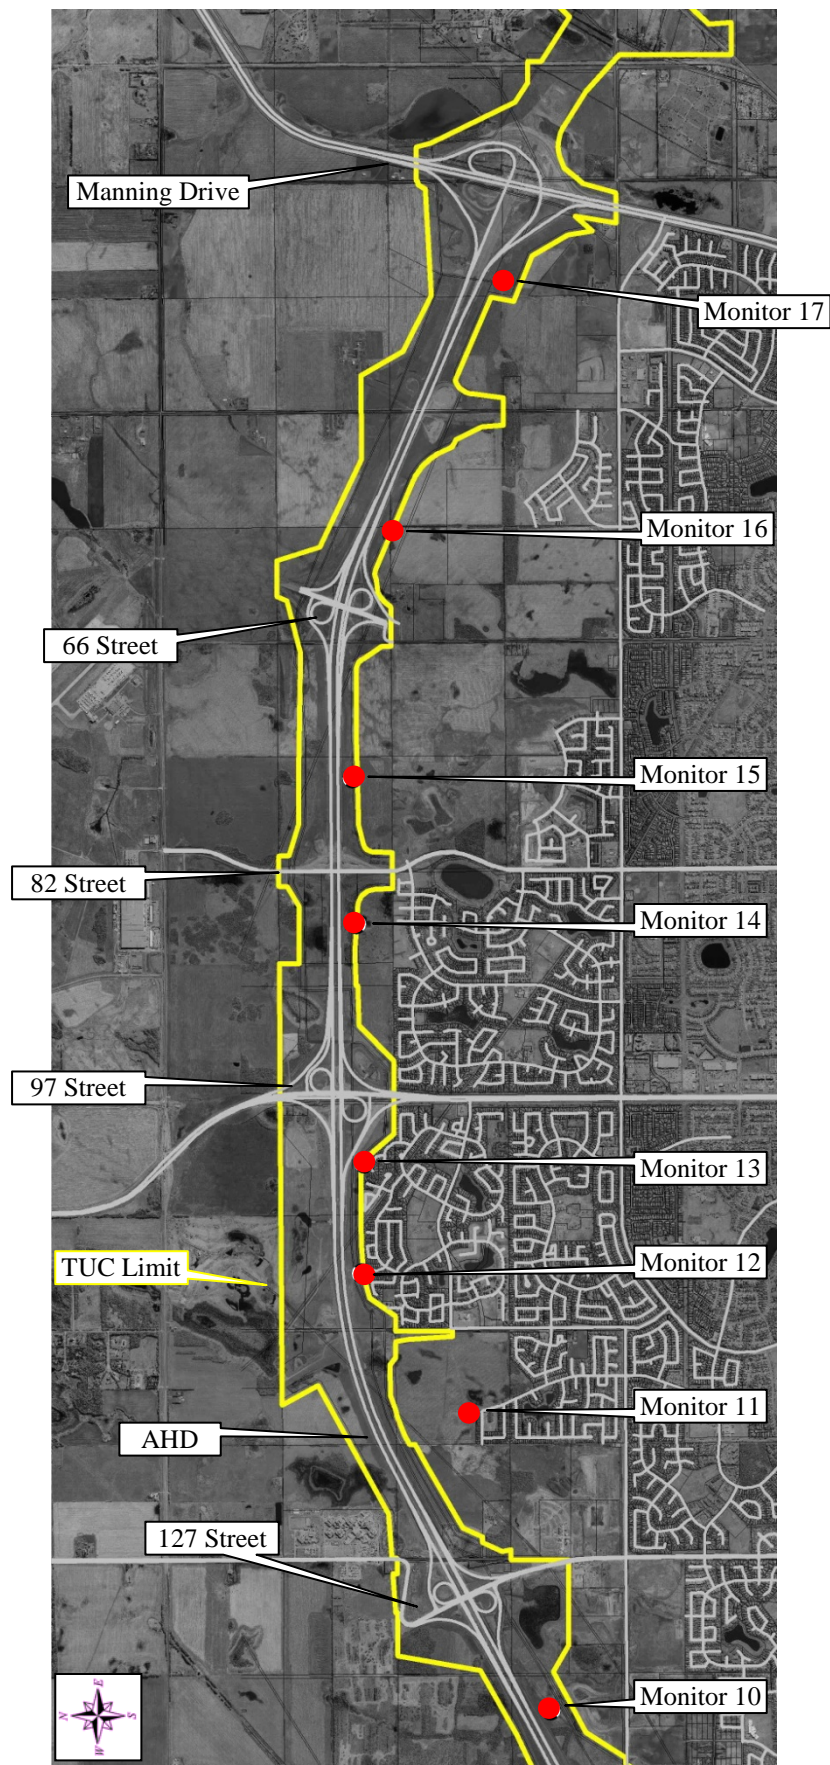 Manning Drive
Monitor 17
Monitor 16
66 Street
Monitor 15
82 Street
Monitor 14
97 Street
Monitor 13
TUC Limit
Monitor 12
Monitor 11
AHD
127 Street
Monitor 10
E
N
S
W